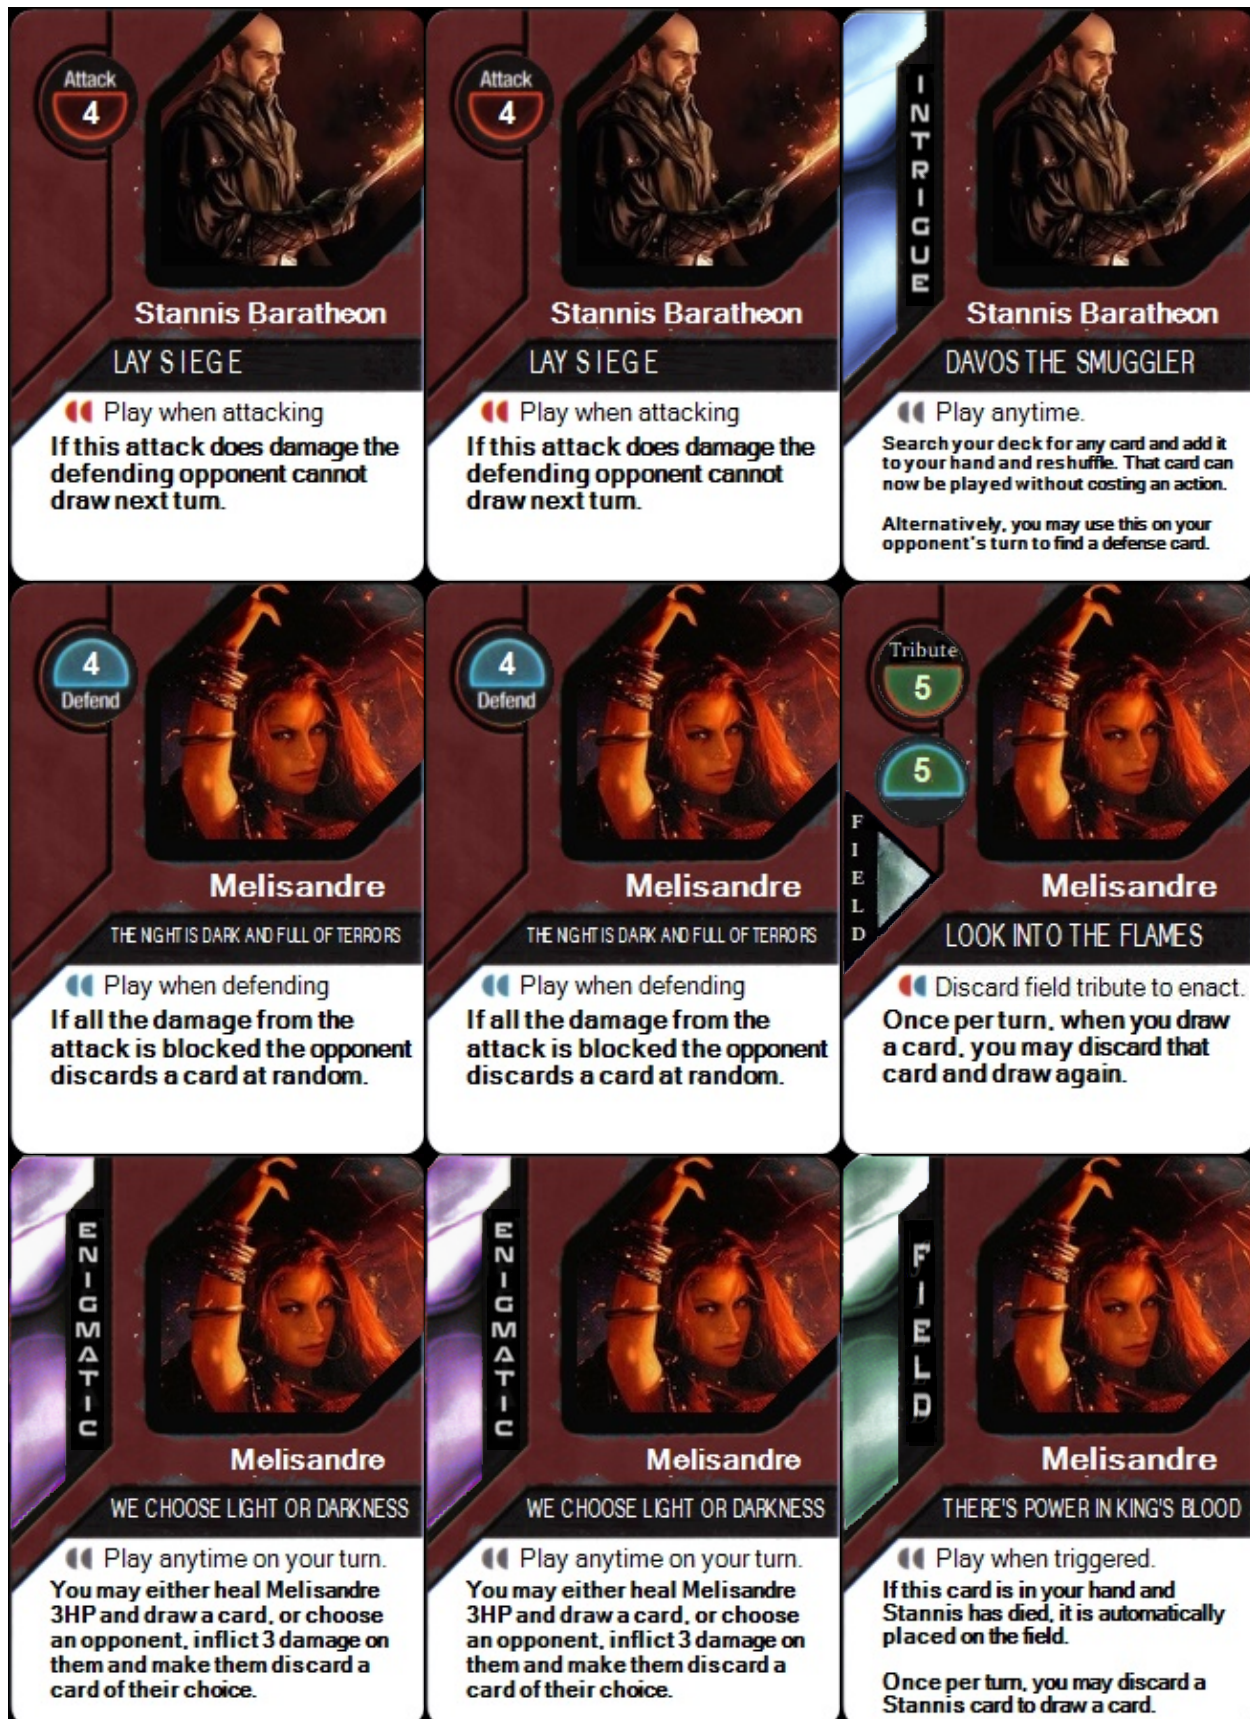 Attack
4
Stannis Baratheon
LAY SIEGE
Play when attacking
If this attack does damage the
defending opponent cannot
draw next turn.
Attack
4
Stannis Baratheon
LAY SIEGE
Play when attacking
If this attack does damage the
defending opponent cannot
draw next turn.
INTRIGUE
Stannis Baratheon
DAVOS THE SMUGGLER
Play anytime.
Search your deck for any card and add it
to your hand and reshuffle. That card can
now be played without costing an action.
Alternatively, you may use this on your
opponent's turn to find a defense card.
4
Defend
Melisandre
THE NIGHT IS DARK AND FULL OF TERRORS
Play when defending
If all the damage from the
attack is blocked the opponent
discards a card at random.
4
Defend
Melisandre
THE NIGHT IS DARK AND FULL OF TERRORS
Play when defending
If all the damage from the
attack is blocked the opponent
discards a card at random.
Tribute
5
5
FIELD
Melisandre
LOOK INTO THE FLAMES
Discard field tribute to enact.
Once per turn, when you draw
a card, you may discard that
card and draw again.
ENIGMATIC
Melisandre
WE CHOOSE LIGHT OR DARKNESS
Play anytime on your turn.
You may either heal Melisandre
3HP and draw a card, or choose
an opponent, inflict 3 damage on
them and make them discard a
card of their choice.
ENIGMATIC
Melisandre
WE CHOOSE LIGHT OR DARKNESS
Play anytime on your turn.
You may either heal Melisandre
3HP and draw a card, or choose
an opponent, inflict 3 damage on
them and make them discard a
card of their choice.
FIELD
Melisandre
THERE'S POWER IN KING'S BLOOD
Play when triggered.
If this card is in your hand and
Stannis has died, it is automatically
placed on the field.
Once per turn, you may discard a
Stannis card to draw a card.